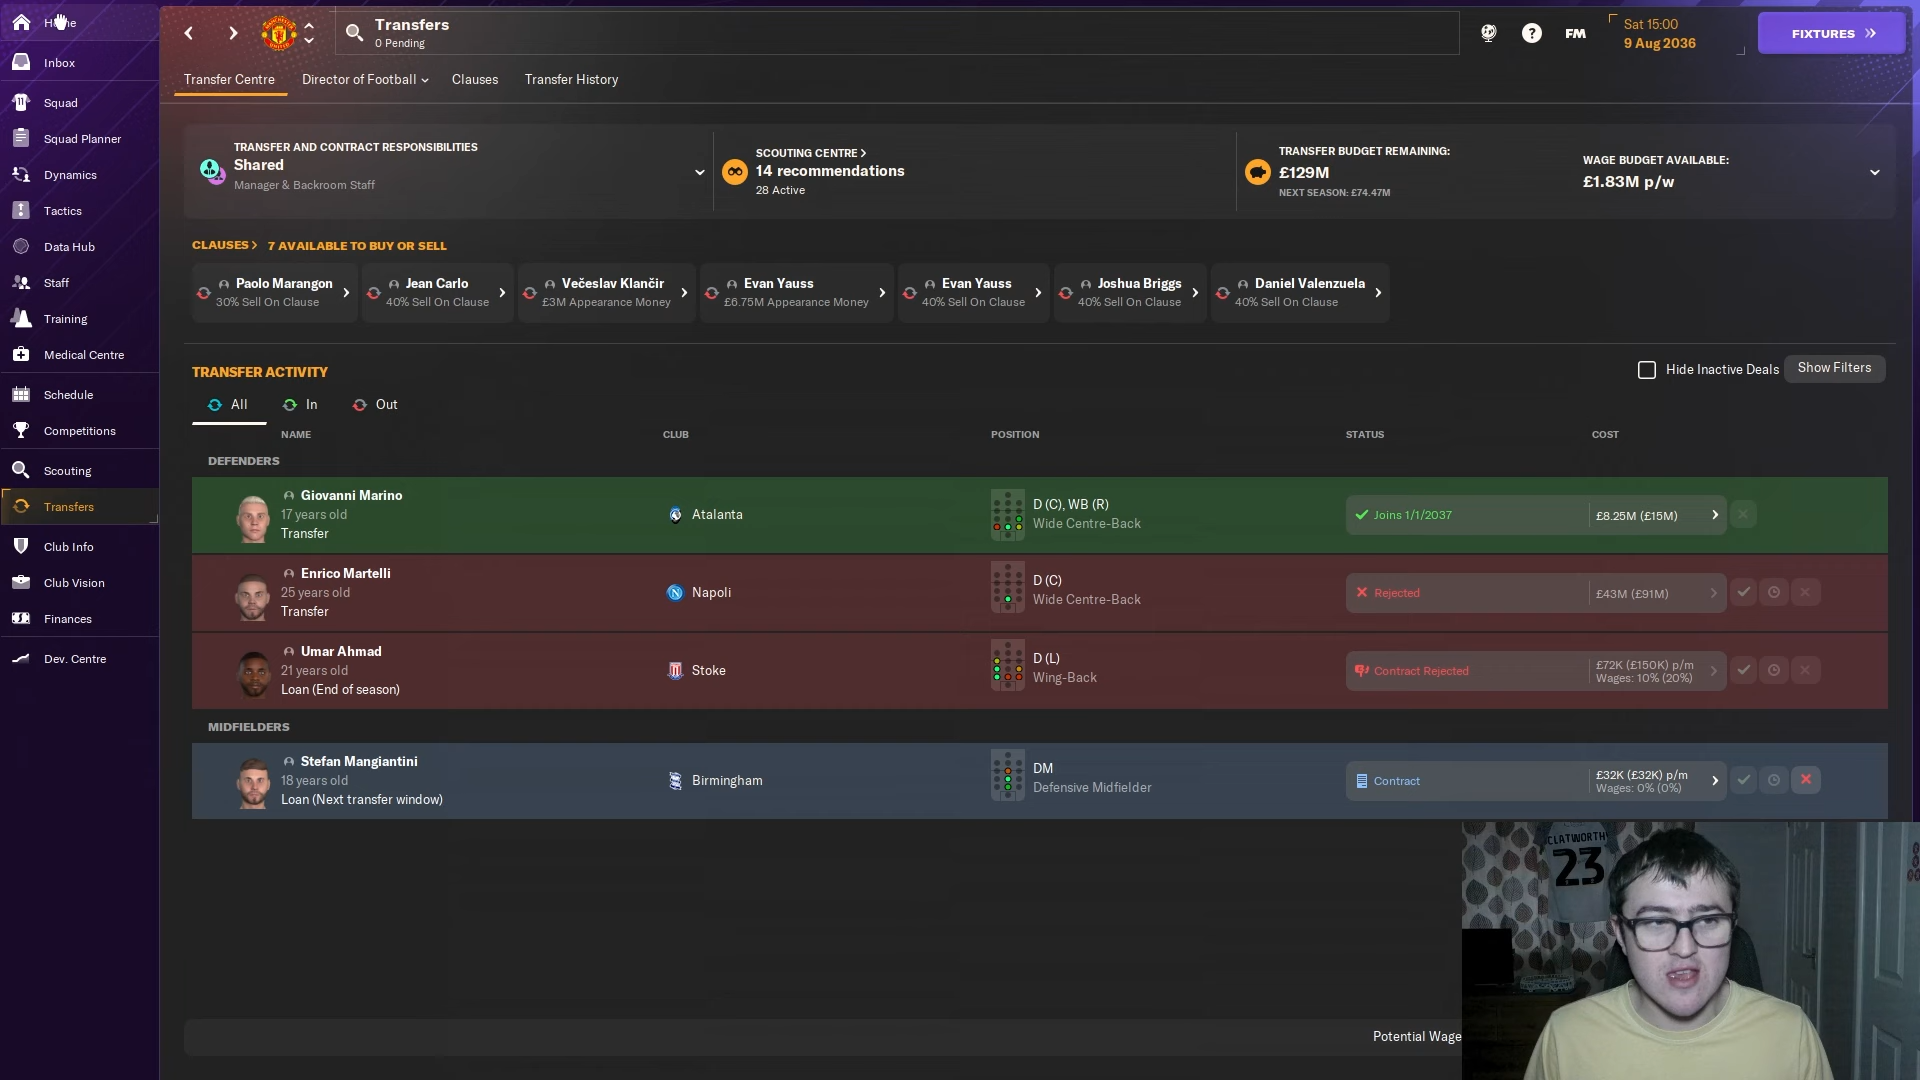 Home
Inbox
Squad
Squad Planner
Dynamics
Tactics
Data Hub
Staff
Training
Medical Centre
Schedule
Competitions
Scouting
Transfers
Club Info
Club Vision
Finances
Dev. Centre
Transfers
0 Pending
FM
Sat 15:00
9 Aug 2036
FIXTURES
Transfer Centre
Director of Football
Clauses
Transfer History
TRANSFER AND CONTRACT RESPONSIBILITIES
Shared
Manager & Backroom Staff
SCOUTING CENTRE >
14 recommendations
28 Active
TRANSFER BUDGET REMAINING:
£129M
NEXT SEASON: £74.47M
WAGE BUDGET AVAILABLE:
£1.83M p/w
CLAUSES > 7 AVAILABLE TO BUY OR SELL
Paolo Marangon
30% Sell On Clause
Jean Carlo
40% Sell On Clause
Večeslav Klančir
£3M Appearance Money
Evan Yauss
£6.75M Appearance Money
Evan Yauss
40% Sell On Clause
Joshua Briggs
40% Sell On Clause
Daniel Valenzuela
40% Sell On Clause
TRANSFER ACTIVITY
Hide Inactive Deals
Show Filters
All
In
Out
NAME
CLUB
POSITION
STATUS
COST
DEFENDERS
Giovanni Marino
17 years old
Transfer
Atalanta
D (C), WB (R)
Wide Centre-Back
Joins 1/1/2037
£8.25M (£15M)
Enrico Martelli
25 years old
Transfer
Napoli
D (C)
Wide Centre-Back
Rejected
£43M (£91M)
Umar Ahmad
21 years old
Loan (End of season)
Stoke
D (L)
Wing-Back
Contract Rejected
£72K (£150K) p/m
Wages: 10% (20%)
MIDFIELDERS
Stefan Mangiantini
18 years old
Loan (Next transfer window)
Birmingham
DM
Defensive Midfielder
Contract
£32K (£32K) p/m
Wages: 0% (0%)
CLATWORTHY
23
Potential Wage